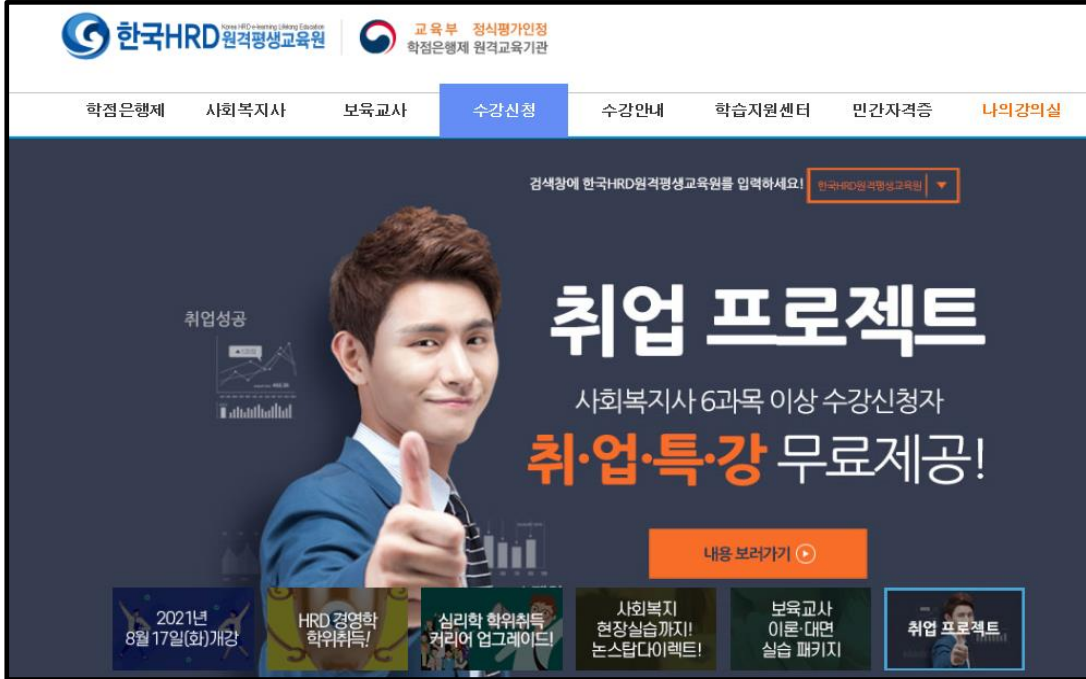 한국HRD 원격평생교육원
Korea HRD e-learning Lifelong Education
교육부 정식평가인정
학점은행제 원격교육기관
학점은행제 사회복지사 보육교사 수강신청 수강안내 학습지원센터 민간자격증 나의강의실
검색창에 한국HRD원격평생교육원를 입력하세요! 한국HRD원격평생교육원
취업성공
취업 프로젝트
사회복지사 6과목 이상 수강신청자
취·업·특·강 무료제공!
내용 보러가기
2021년
8월 17일(화)개강
HRD 경영학
학위취득!
심리학 학위취득
커리어 업그레이드!
사회복지
현장실습까지!
논스탑다이렉트!
보육교사
이론·대면
실습 패키지
취업 프로젝트